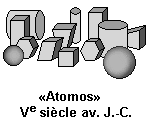 «Atomos»
Ve siècle av. J.-C.